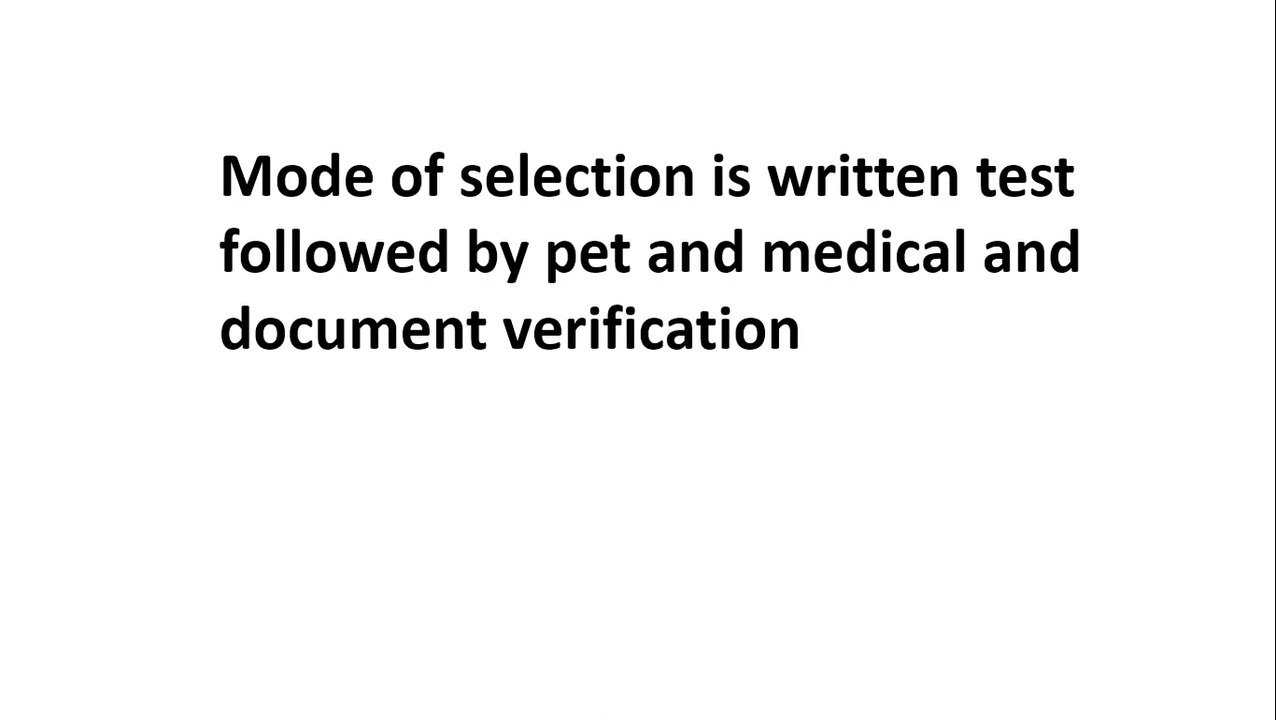 Mode of selection is written test
followed by pet and medical and
document verification